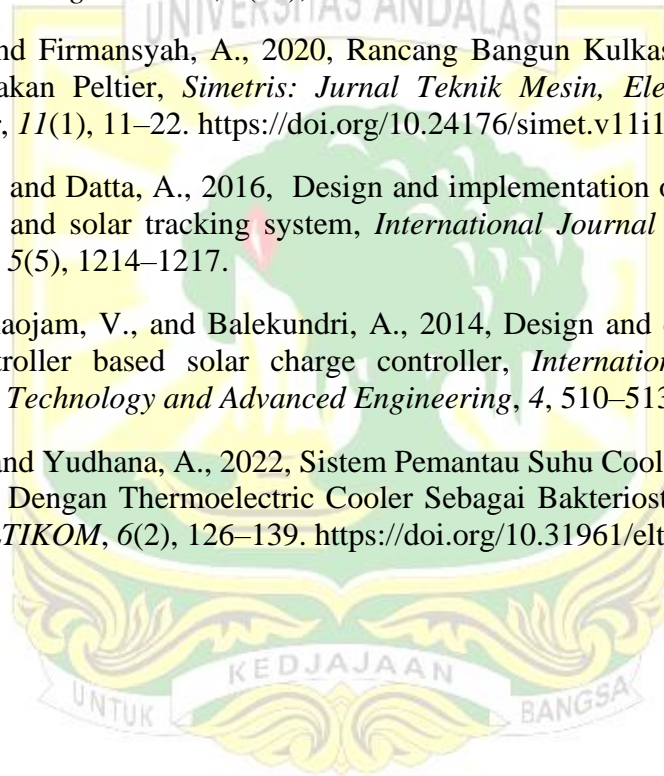 UNIVERSITAS ANDALAS
nd Firmansyah, A., 2020, Rancang Bangun Kulkas
akan Peltier, Simetris: Jurnal Teknik Mesin, Ele
, 11(1), 11–22. https://doi.org/10.24176/simet.v11i1
and Datta, A., 2016, Design and implementation o
and solar tracking system, International Journal
5(5), 1214–1217.
aojam, V., and Balekundri, A., 2014, Design and
troller based solar charge controller, Internation
Technology and Advanced Engineering, 4, 510–513
and Yudhana, A., 2022, Sistem Pemantau Suhu Cool
Dengan Thermoelectric Cooler Sebagai Bakteriost
TIKOM, 6(2), 126–139. https://doi.org/10.31961/elt
KEDJAJAAN
UNTUK BANGSA